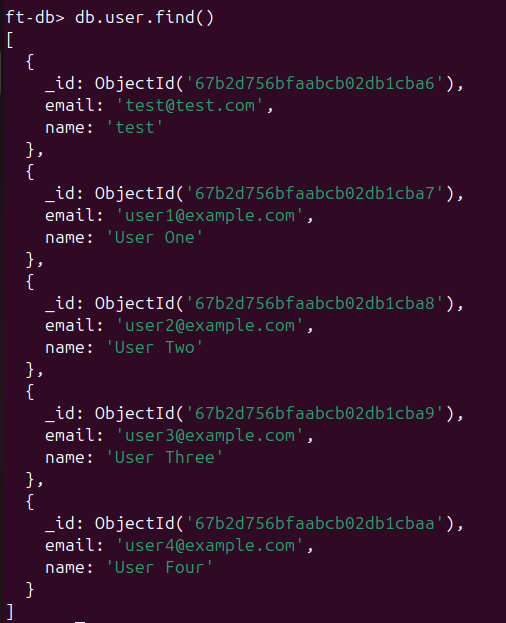 ft-db> db.user.find()
[
  {
    _id: ObjectId('67b2d756bfaabcb02db1cba6'),
    email: 'test@test.com',
    name: 'test'
  },
  {
    _id: ObjectId('67b2d756bfaabcb02db1cba7'),
    email: 'user1@example.com',
    name: 'User One'
  },
  {
    _id: ObjectId('67b2d756bfaabcb02db1cba8'),
    email: 'user2@example.com',
    name: 'User Two'
  },
  {
    _id: ObjectId('67b2d756bfaabcb02db1cba9'),
    email: 'user3@example.com',
    name: 'User Three'
  },
  {
    _id: ObjectId('67b2d756bfaabcb02db1cbaa'),
    email: 'user4@example.com',
    name: 'User Four'
  }
]